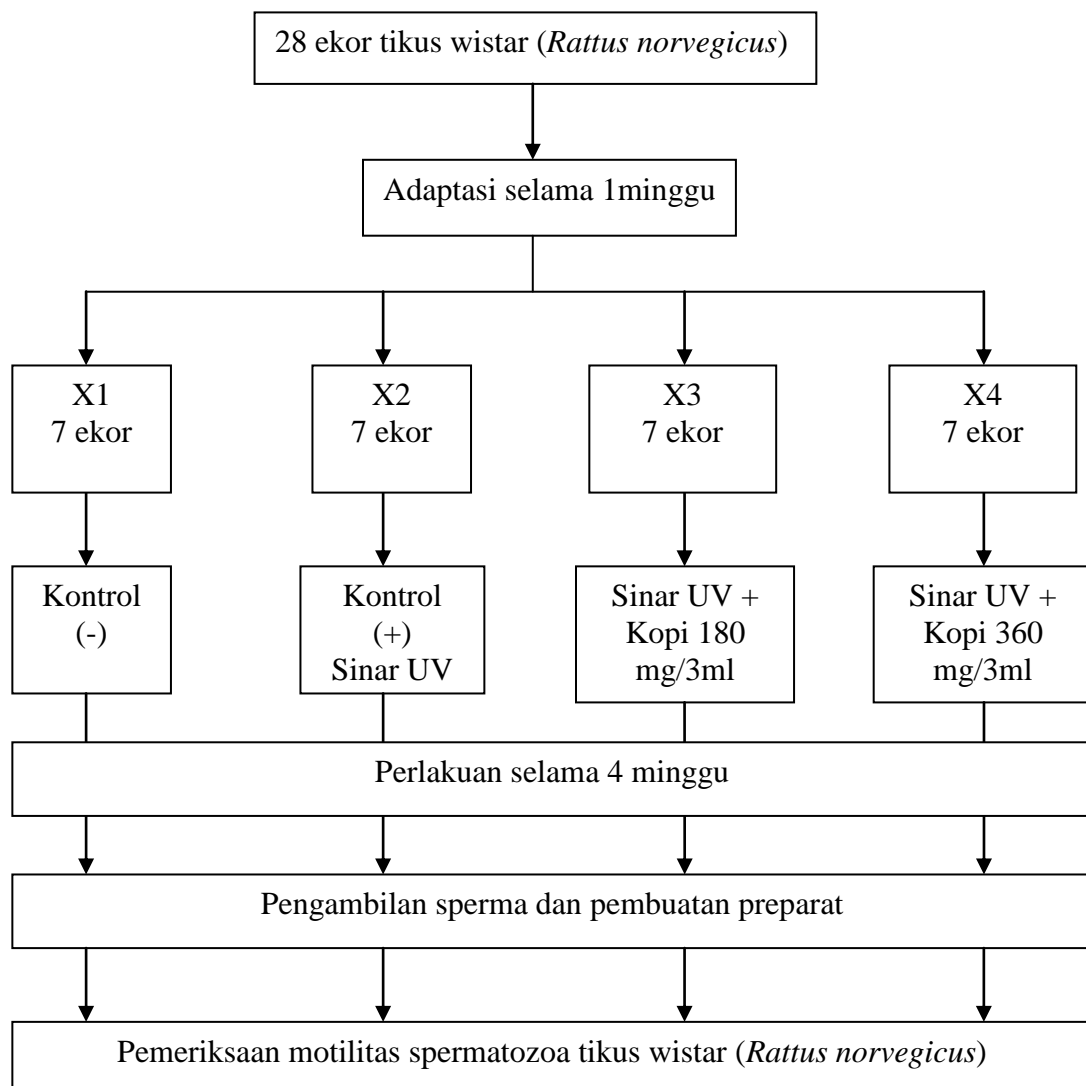 28 ekor tikus wistar (Rattus norvegicus)
Adaptasi selama 1minggu
X1
7 ekor
X2
7 ekor
X3
7 ekor
X4
7 ekor
Kontrol
(-)
Kontrol
(+)
Sinar UV
Sinar UV +
Kopi 180
mg/3ml
Sinar UV +
Kopi 360
mg/3ml
Perlakuan selama 4 minggu
Pengambilan sperma dan pembuatan preparat
Pemeriksaan motilitas spermatozoa tikus wistar (Rattus norvegicus)